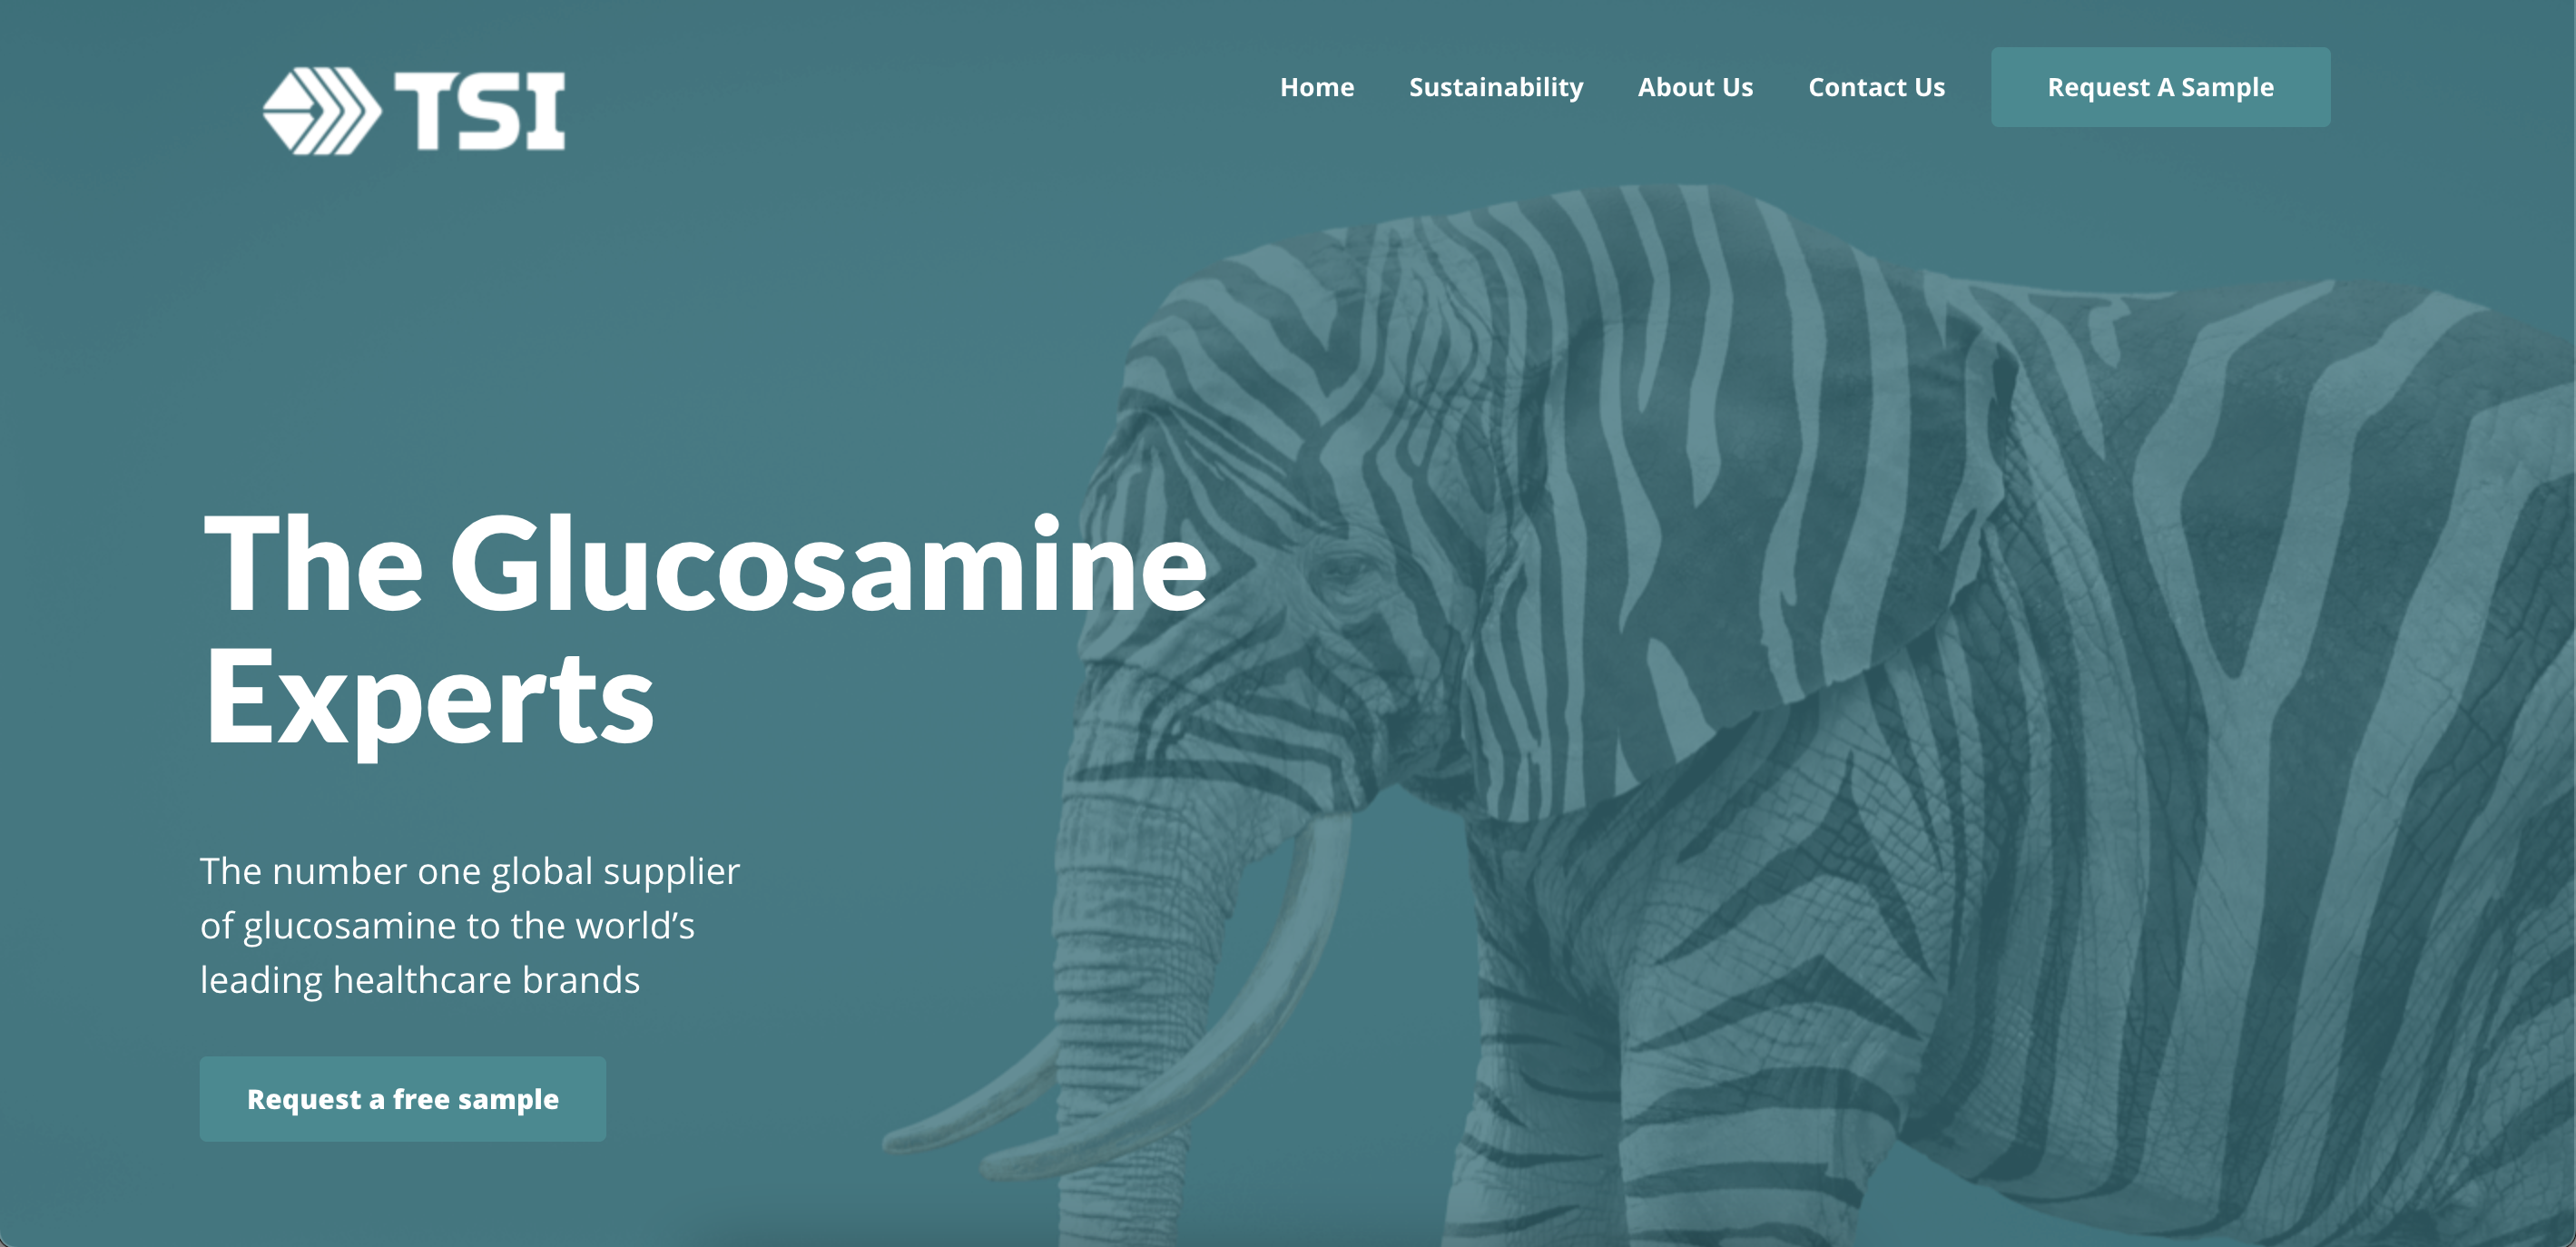 TSI
Home
Sustainability
About Us
Contact Us
Request A Sample
The Glucosamine
Experts
The number one global supplier
of glucosamine to the world’s
leading healthcare brands
Request a free sample